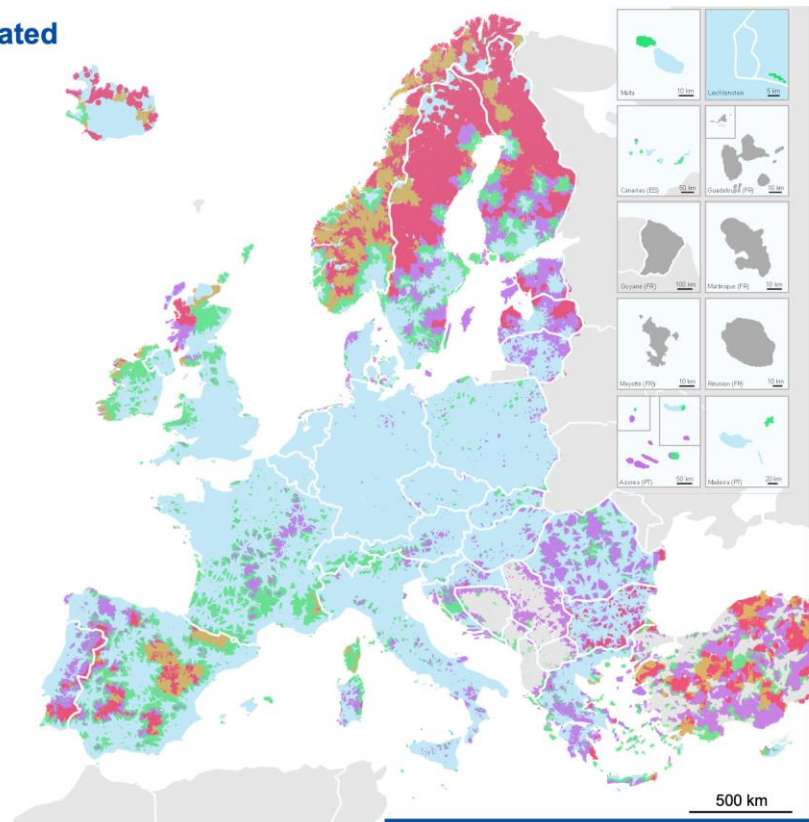 ated
Malta
10 km
Liechtenstein
5 km
Canarias (ES)
50 km
Guadeloupe (FR)
10 km
Guyane (FR)
100 km
Martinique (FR)
10 km
Mayotte (FR)
10 km
Réunion (FR)
10 km
Azores (PT)
50 km
Madeira (PT)
20 km
500 km